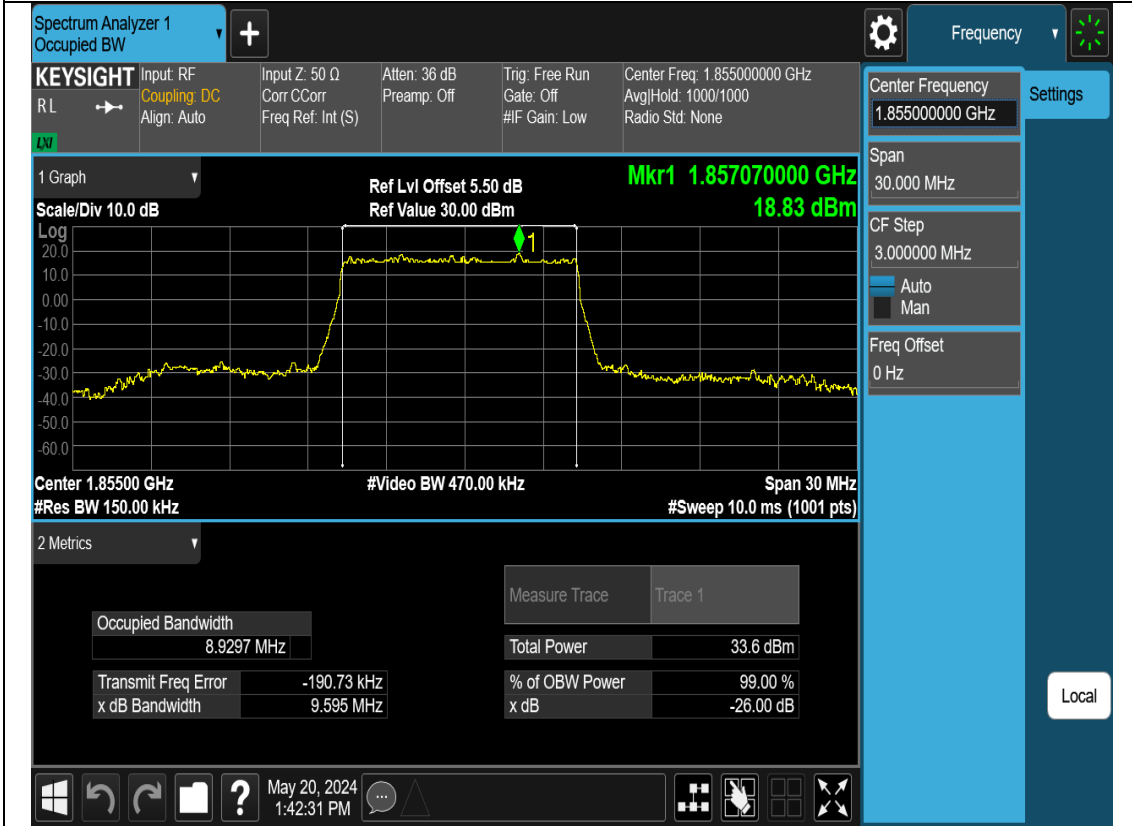 Spectrum Analyzer 1
Occupied BW
+
Frequency
KEYSIGHT
R L
LXI
Input: RF
Coupling: DC
Align: Auto
Input Z: 50 Ω
Corr CCorr
Freq Ref: Int (S)
Atten: 36 dB
Preamp: Off
Trig: Free Run
Gate: Off
#IF Gain: Low
Center Freq: 1.855000000 GHz
Avg|Hold: 1000/1000
Radio Std: None
Center Frequency
1.855000000 GHz
Settings
Span
30.000 MHz
CF Step
3.000000 MHz
Auto
Man
Freq Offset
0 Hz
Local
1 Graph
Scale/Div 10.0 dB
Ref Lvl Offset 5.50 dB
Ref Value 30.00 dBm
Mkr1 1.857070000 GHz
18.83 dBm
Log
1
20.0
10.0
0.00
-10.0
-20.0
-30.0
-40.0
-50.0
-60.0
Center 1.85500 GHz
#Res BW 150.00 kHz
#Video BW 470.00 kHz
Span 30 MHz
#Sweep 10.0 ms (1001 pts)
2 Metrics
Measure Trace Trace 1
Occupied Bandwidth
8.9297 MHz
Total Power 33.6 dBm
Transmit Freq Error -190.73 kHz
% of OBW Power 99.00 %
x dB Bandwidth 9.595 MHz
x dB -26.00 dB
?
May 20, 2024
1:42:31 PM